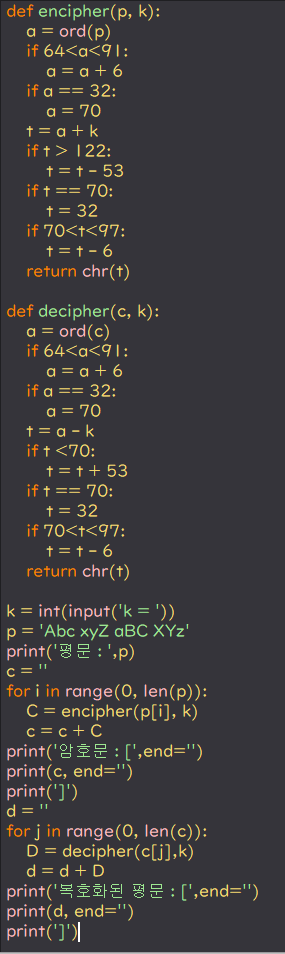 def encipher(p, k):
    a = ord(p)
    if 64<a<91:
        a = a + 6
    if a == 32:
        a = 70
    t = a + k
    if t > 122:
        t = t - 53
    if t == 70:
        t = 32
    if 70<t<97:
        t = t - 6
    return chr(t)

def decipher(c, k):
    a = ord(c)
    if 64<a<91:
        a = a + 6
    if a == 32:
        a = 70
    t = a - k
    if t <70:
        t = t + 53
    if t == 70:
        t = 32
    if 70<t<97:
        t = t - 6
    return chr(t)

k = int(input('k = '))
p = 'Abc xyZ aBC XYz'
print('평문 : ',p)
c = ''
for i in range(0, len(p)):
    C = encipher(p[i], k)
    c = c + C
print('암호문 : [',end='')
print(c, end='')
print(']')
d = ''
for j in range(0, len(c)):
    D = decipher(c[j],k)
    d = d + D
print('복호화된 평문 : [',end='')
print(d, end='')
print(']')